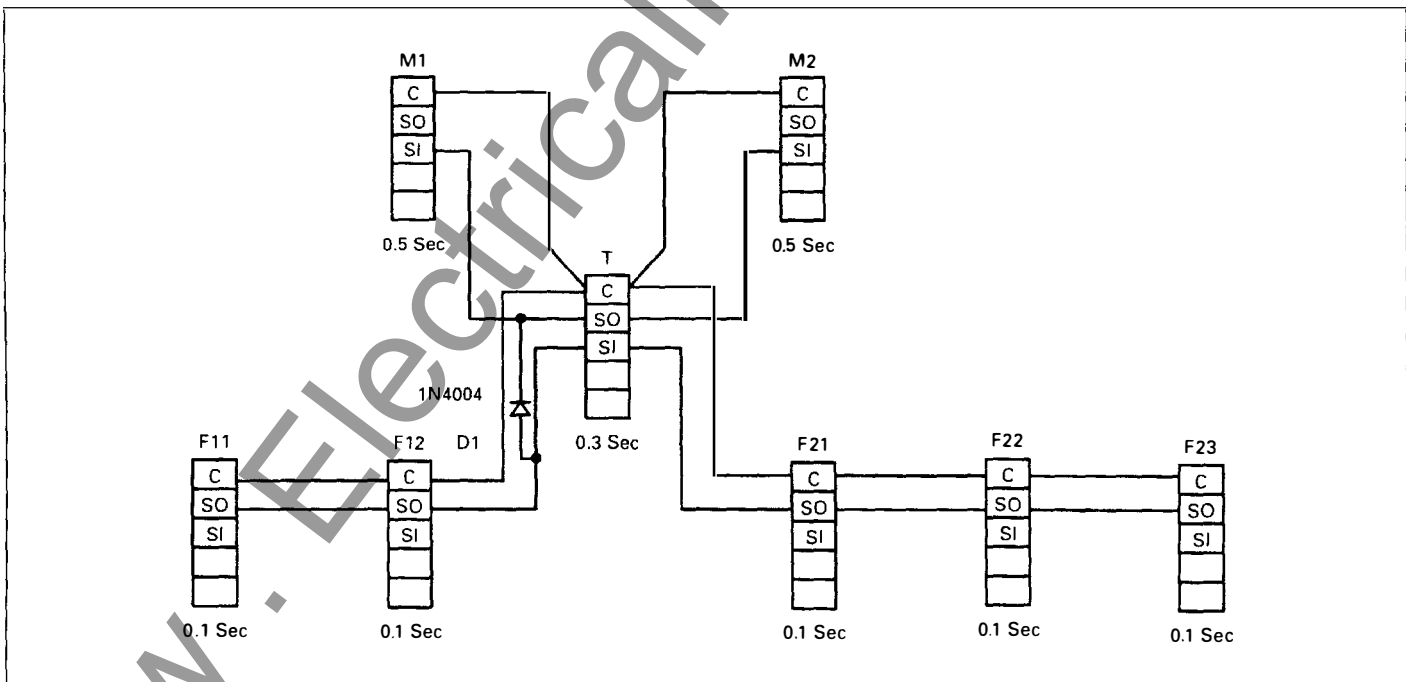 M1 M2
C C
SO SO
SI SI
0.5 Sec 0.5 Sec
T
C
SO
SI
1N4004
0.3 Sec
F11 F12 D1 F21 F22 F23
C C C C C
SO SO SO SO SO
SI SI SI SI SI
0.1 Sec 0.1 Sec 0.1 Sec 0.1 Sec 0.1 Sec
w . Electrical